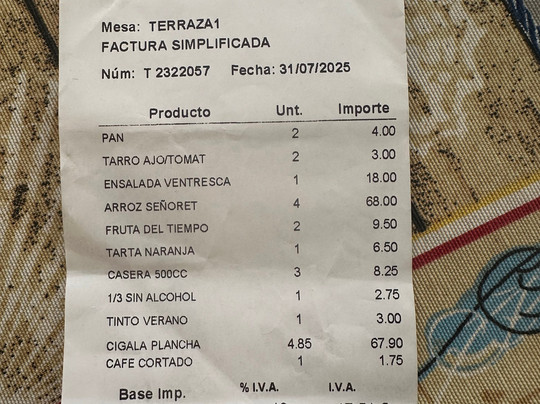 Mesa: TERRAZA1
FACTURA SIMPLIFICADA
Núm: T 2322057 Fecha: 31/07/2025
Producto Unt. Importe
PAN 2 4.00
TARRO AJO/TOMAT 2 3.00
ENSALADA VENTRESCA 1 18.00
ARROZ SEÑORET 4 68.00
FRUTA DEL TIEMPO 2 9.50
TARTA NARANJA 1 6.50
CASERA 500CC 3 8.25
1/3 SIN ALCOHOL 1 2.75
TINTO VERANO 1 3.00
CIGALA PLANCHA 4.85 67.90
CAFE CORTADO 1 1.75
Base Imp. % I.V.A. I.V.A.